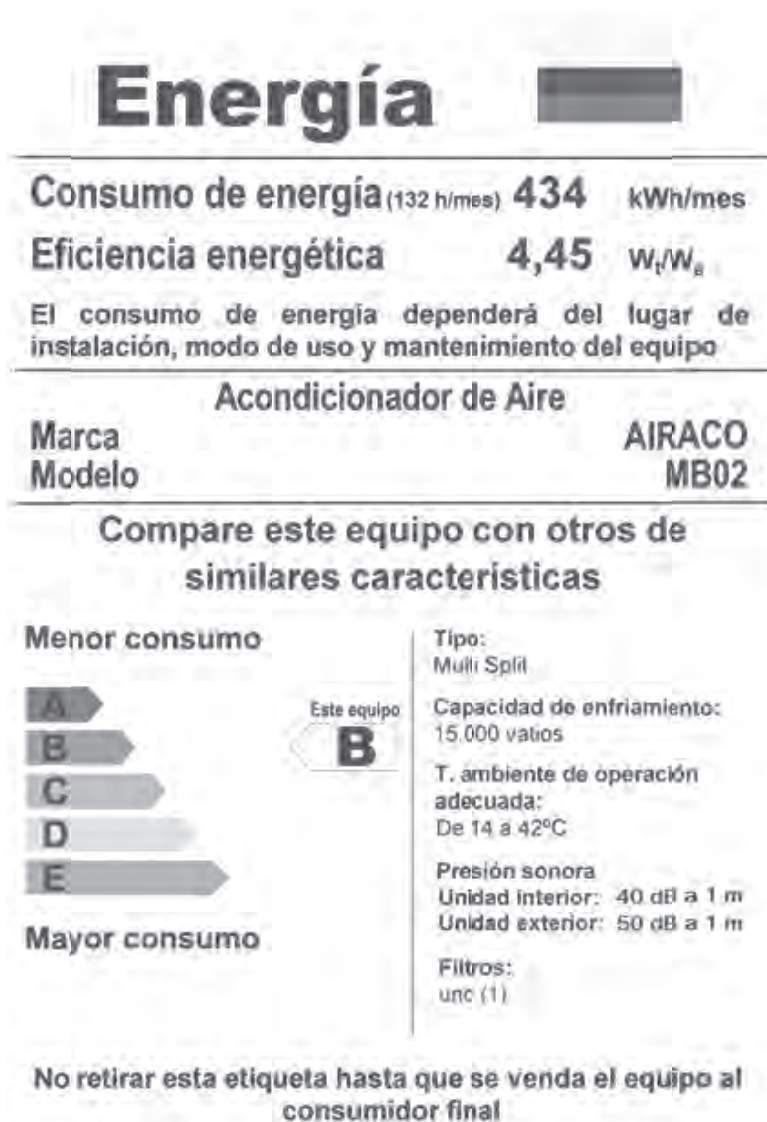 Energía
Consumo de energía (132 h/mes) 434 kWh/mes
Eficiencia energética 4,45 Wt/We
El consumo de energía dependerá del lugar de
instalación, modo de uso y mantenimiento del equipo
Acondicionador de Aire
Marca AIRACO
Modelo MB02
Compare este equipo con otros de
similares características
Menor consumo
A
B
C
D
E
Mayor consumo
Este equipo
B
Tipo:
Multi Split
Capacidad de enfriamiento:
15.000 vatios
T. ambiente de operación
adecuada:
De 14 a 42ºC
Presión sonora
Unidad interior: 40 dB a 1 m
Unidad exterior: 50 dB a 1 m
Filtros:
uno (1)
No retirar esta etiqueta hasta que se venda el equipo al
consumidor final